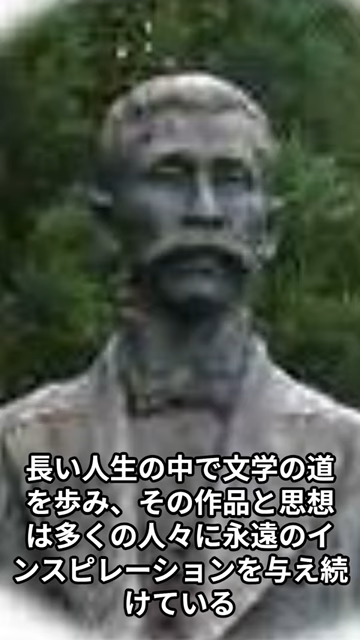 長い人生の中で文学の道
を歩み、その作品と思想
は多くの人々に永遠のイ
ンスピレーションを与え続
けている